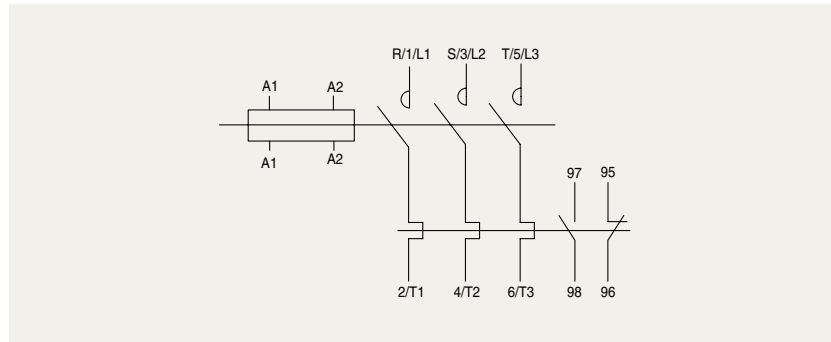 R/1/L1 S/3/L2 T/5/L3
A1 A2
A1 A2
97 95
2/T1 4/T2 6/T3 98 96